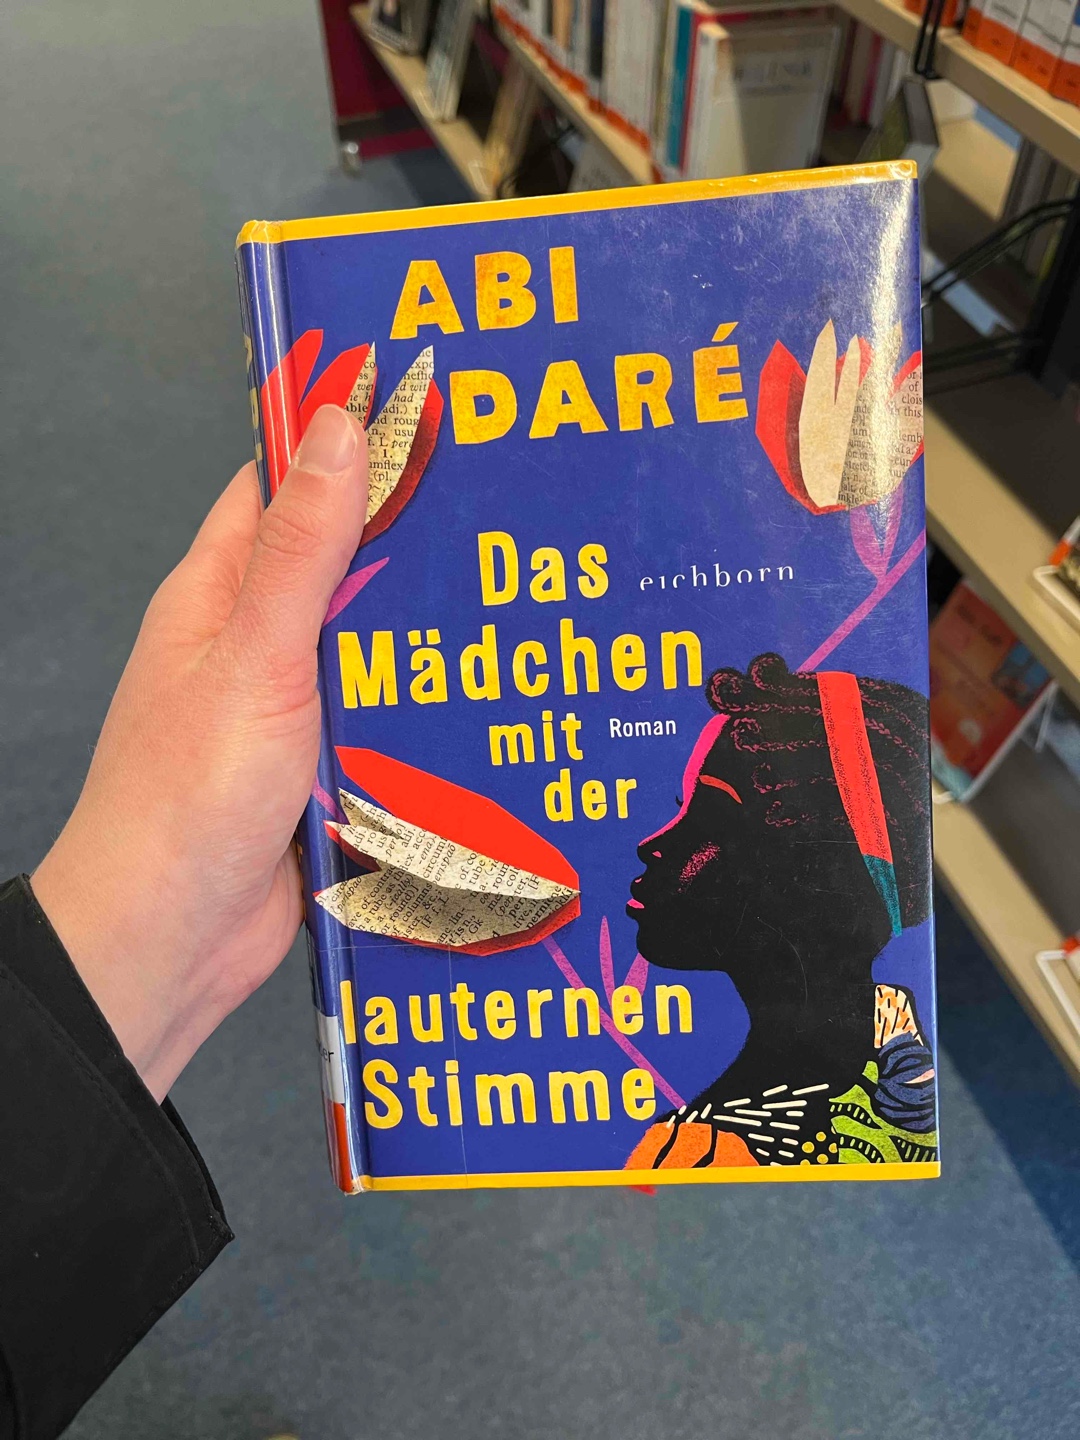 ABI
DARÉ
Das
eichborn
Mädchen
mit
Roman
der
lauternen
Stimme